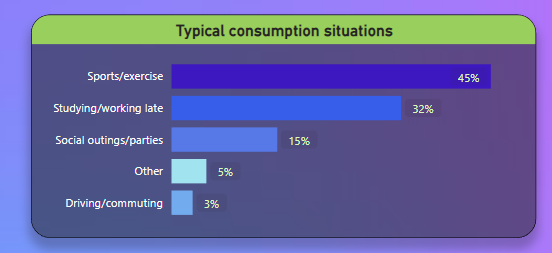 Typical consumption situations
Sports/exercise 45%
Studying/working late 32%
Social outings/parties 15%
Other 5%
Driving/commuting 3%